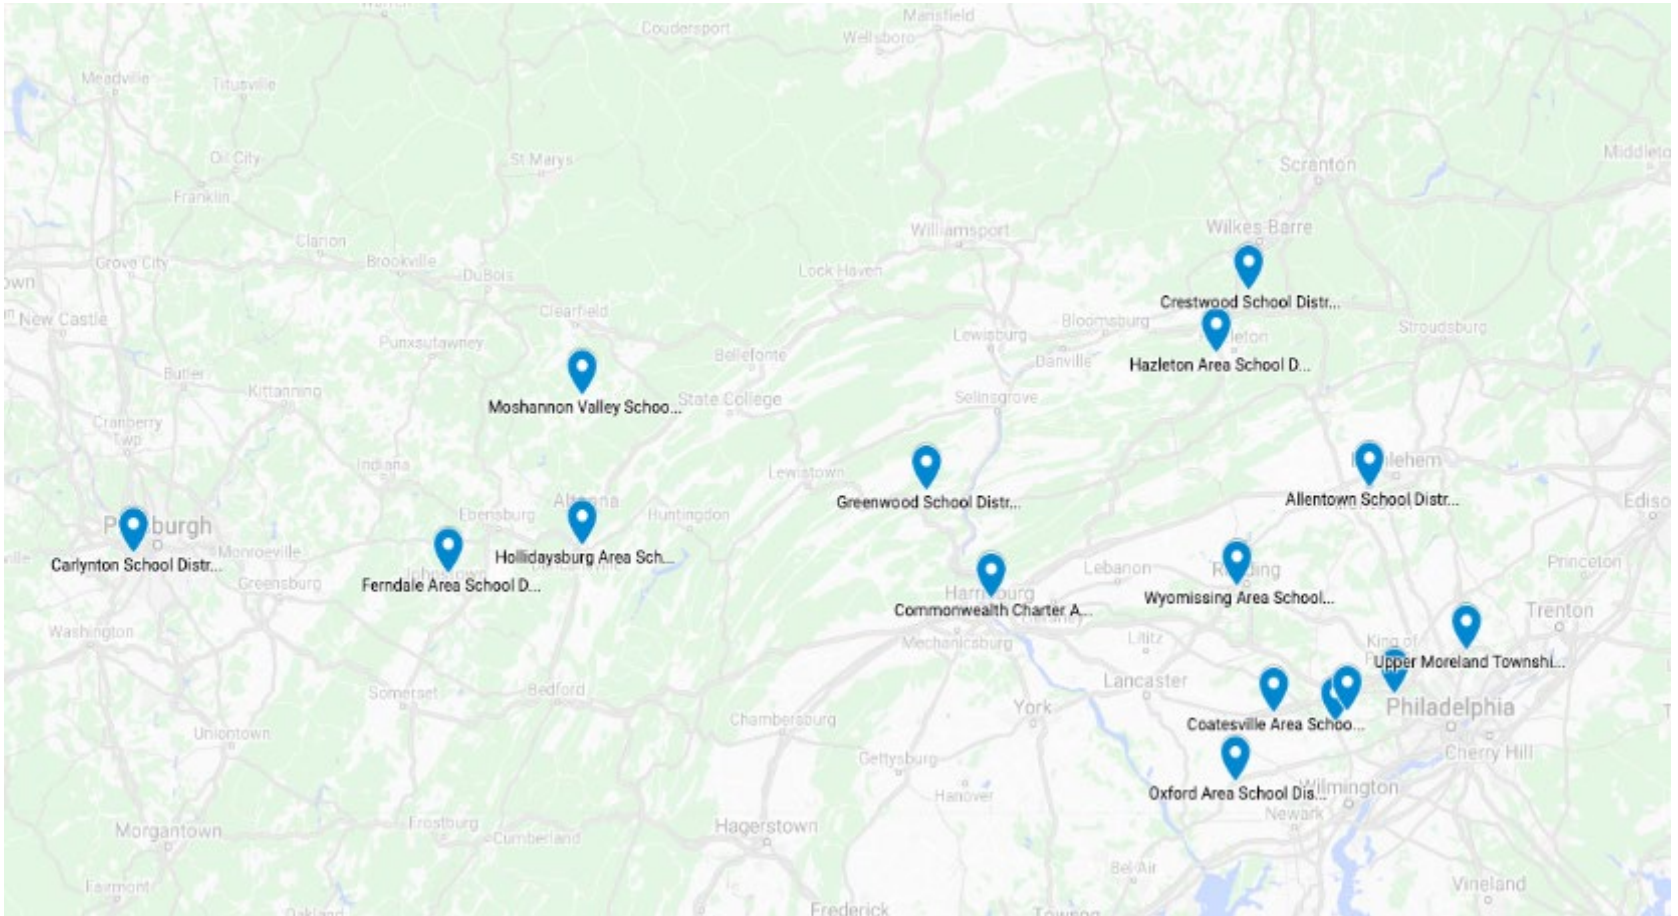 Warren
Mansfield
Coudersport
Wellsboro
Meadville
Titusville
Oil City
St Marys
Scranton
Franklin
Wilkes Barre
Williamsport
Clarion
Brookville
Grove City
Lock Haven
DuBois
Crestwood School Distr...
Clearfield
New Castle
Bloomsburg
Stroudsburg
Lewisburg
Punxsutawney
Bellefonte
Danville
Hazleton Area School D...
Butler
Kittanning
State College
Selinsgrove
Moshannon Valley Schoo...
Cranberry
Twp
Indiana
Lewistown
Greenwood School Distr...
Allentown School Distr...
Ebensburg
Huntingdon
Monroeville
Hollidaysburg Area Sch...
Carlynton School Distr...
Princeton
Lebanon
Greensburg
Ferndale Area School D...
Wyomissing Area School...
Commonwealth Charter A...
Trenton
Washington
Mechanicsburg
Lititz
King of
Upper Moreland Townshi...
Lancaster
Somerset
Bedford
York
Philadelphia
Chambersburg
Coatesville Area Schoo...
Uniontown
Gettysburg
Cherry Hill
Oxford Area School Dis...
Hanover
Newark
Morgantown
Frostburg
Cumberland
Hagerstown
Bel Air
Fairmont
Vineland
Frederick